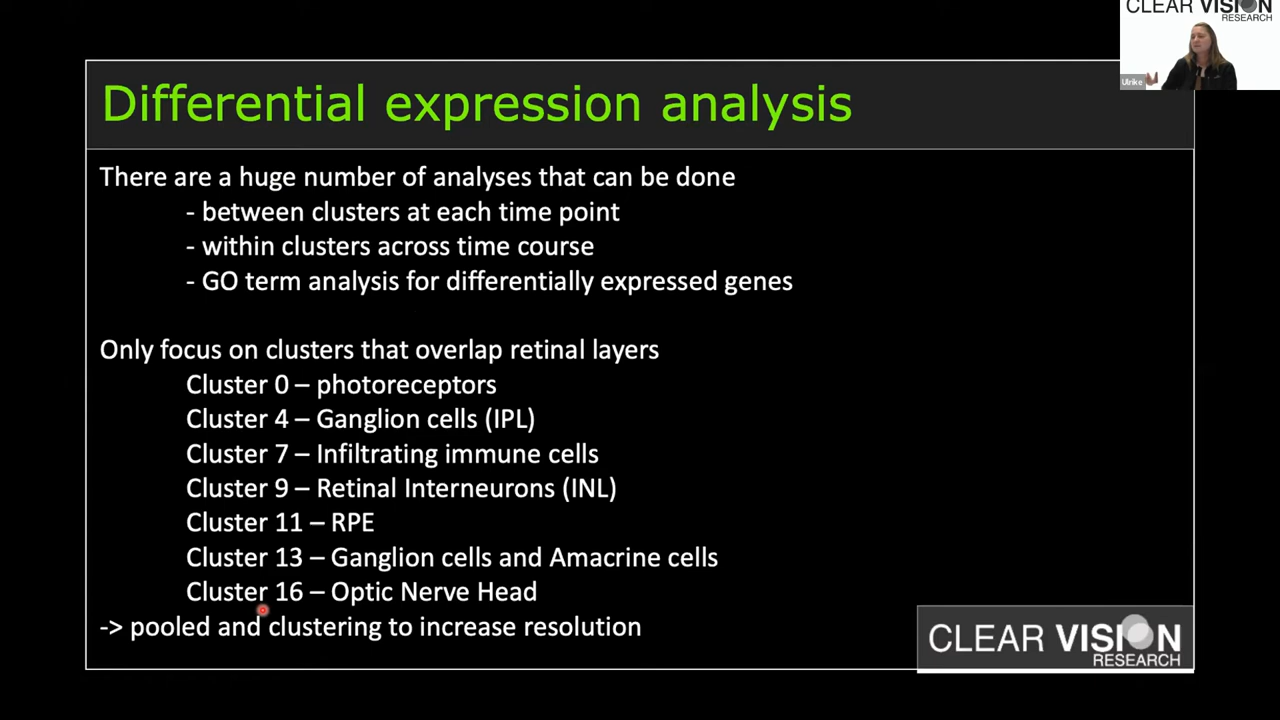 CLEAR VISION
RESEARCH
Ulrike
Differential expression analysis
There are a huge number of analyses that can be done
- between clusters at each time point
- within clusters across time course
- GO term analysis for differentially expressed genes
Only focus on clusters that overlap retinal layers
Cluster 0 – photoreceptors
Cluster 4 – Ganglion cells (IPL)
Cluster 7 – Infiltrating immune cells
Cluster 9 – Retinal Interneurons (INL)
Cluster 11 – RPE
Cluster 13 – Ganglion cells and Amacrine cells
Cluster 16 – Optic Nerve Head
-> pooled and clustering to increase resolution
CLEAR VISION
RESEARCH